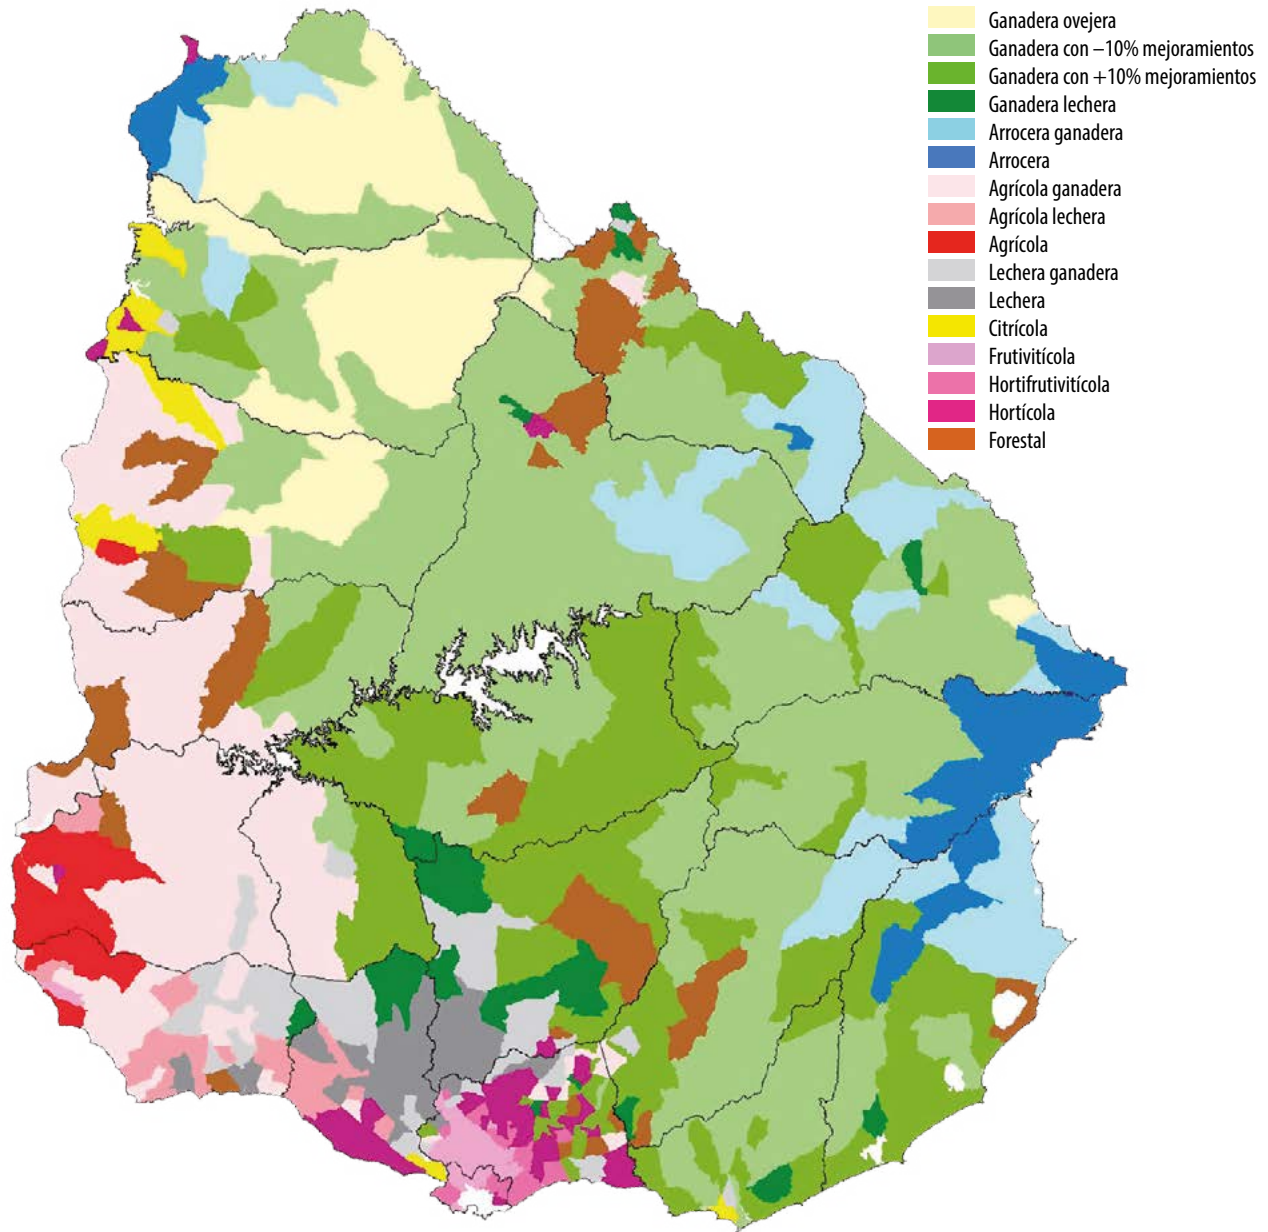 Ganadera ovejera
Ganadera con –10% mejoramientos
Ganadera con +10% mejoramientos
Ganadera lechera
Arrocera ganadera
Arrocera
Agrícola ganadera
Agrícola lechera
Agrícola
Lechera ganadera
Lechera
Citrícola
Frutivitícola
Hortifrutivitícola
Hortícola
Forestal